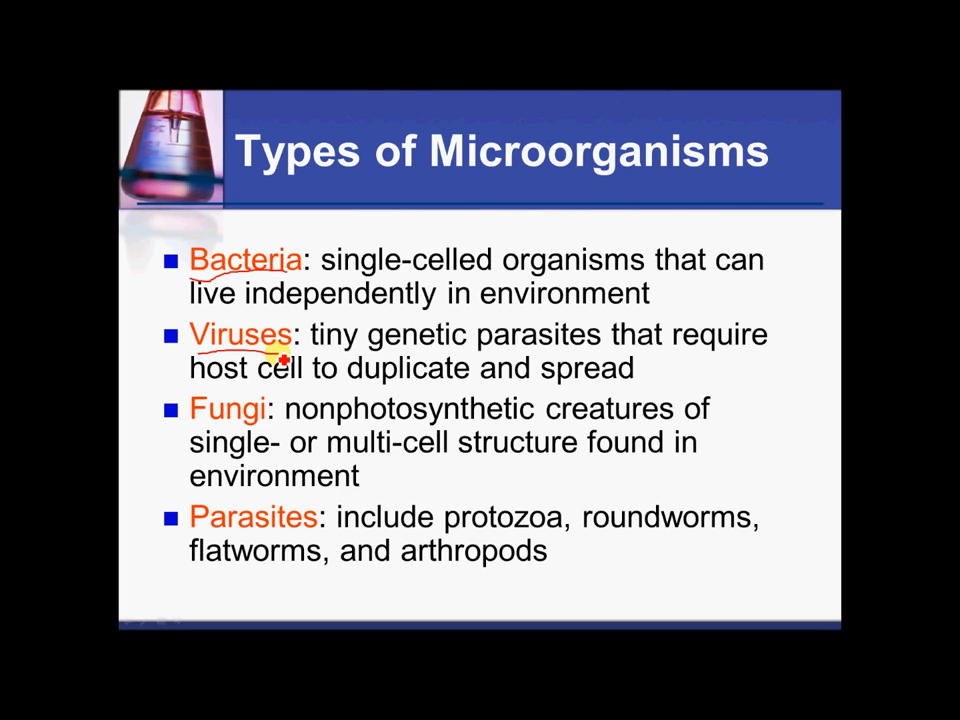 Types of Microorganisms
Bacteria: single-celled organisms that can
live independently in environment
Viruses: tiny genetic parasites that require
host cell to duplicate and spread
Fungi: nonphotosynthetic creatures of
single- or multi-cell structure found in
environment
Parasites: include protozoa, roundworms,
flatworms, and arthropods